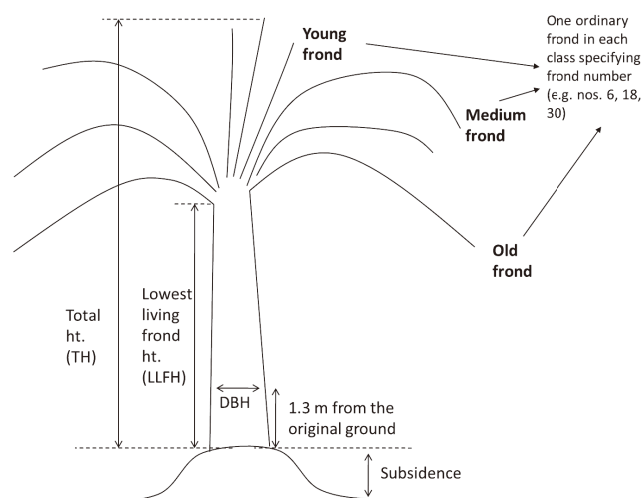 Young
frond
One ordinary
frond in each
class specifying
frond number
(e.g. nos. 6, 18,
30)
Medium
frond
Old
frond
Total
ht.
(TH)
Lowest
living
frond
ht.
(LLFH)
DBH
1.3 m from the
original ground
Subsidence